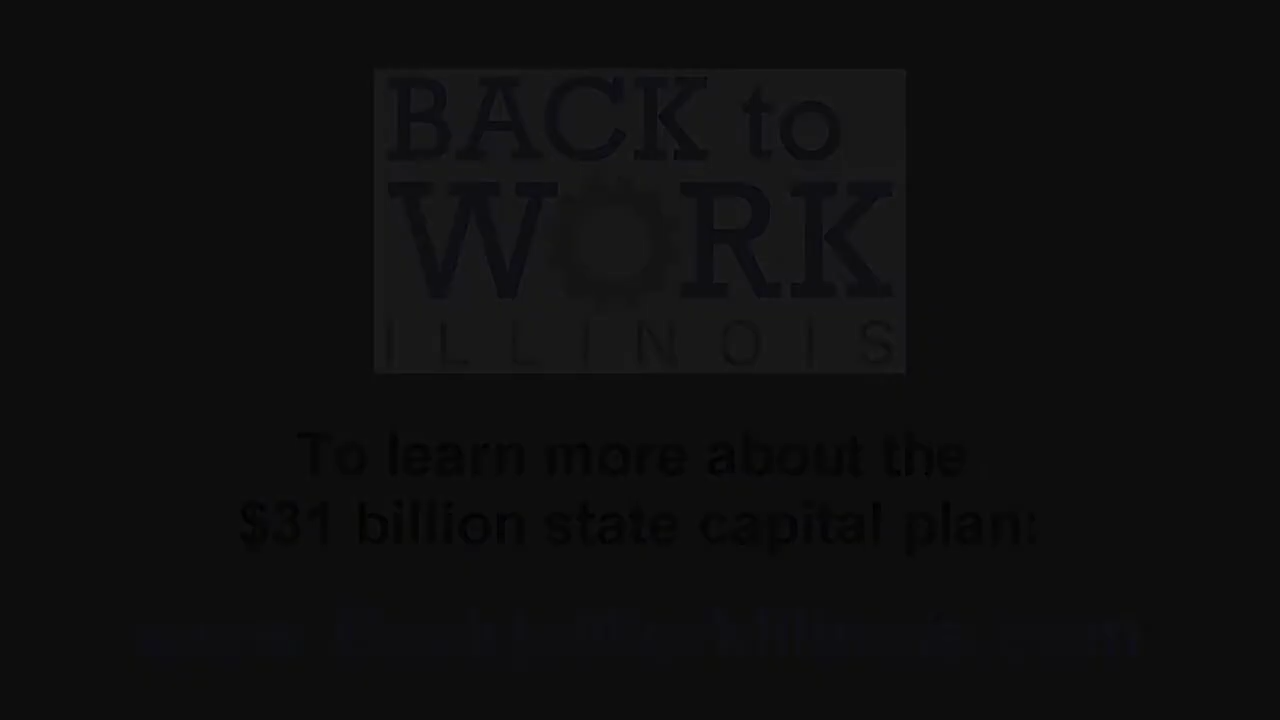 BACK to
WORK
ILLINOIS
To learn more about the
$31 billion state capital plan: